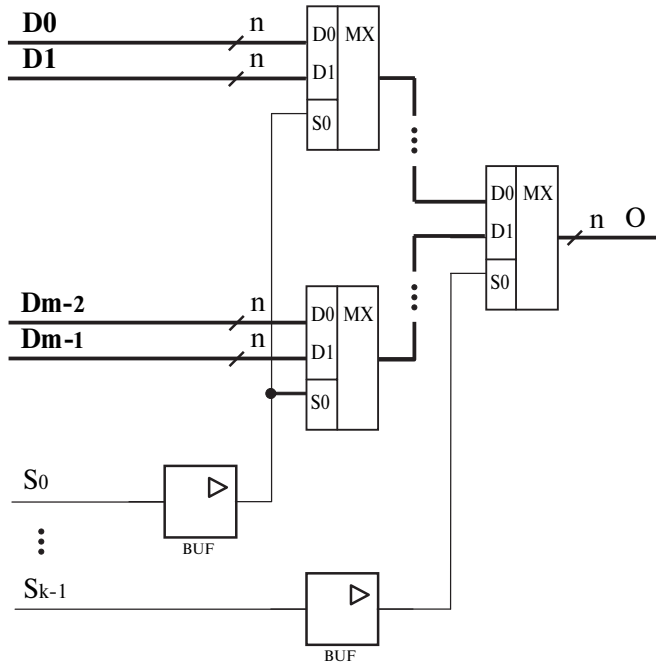 D0 n
D1 n
D0 MX
D1
S0
D0 MX
D1
S0
n O
Dm-2 n
Dm-1 n
D0 MX
D1
S0
S0
BUF
Sk-1
BUF